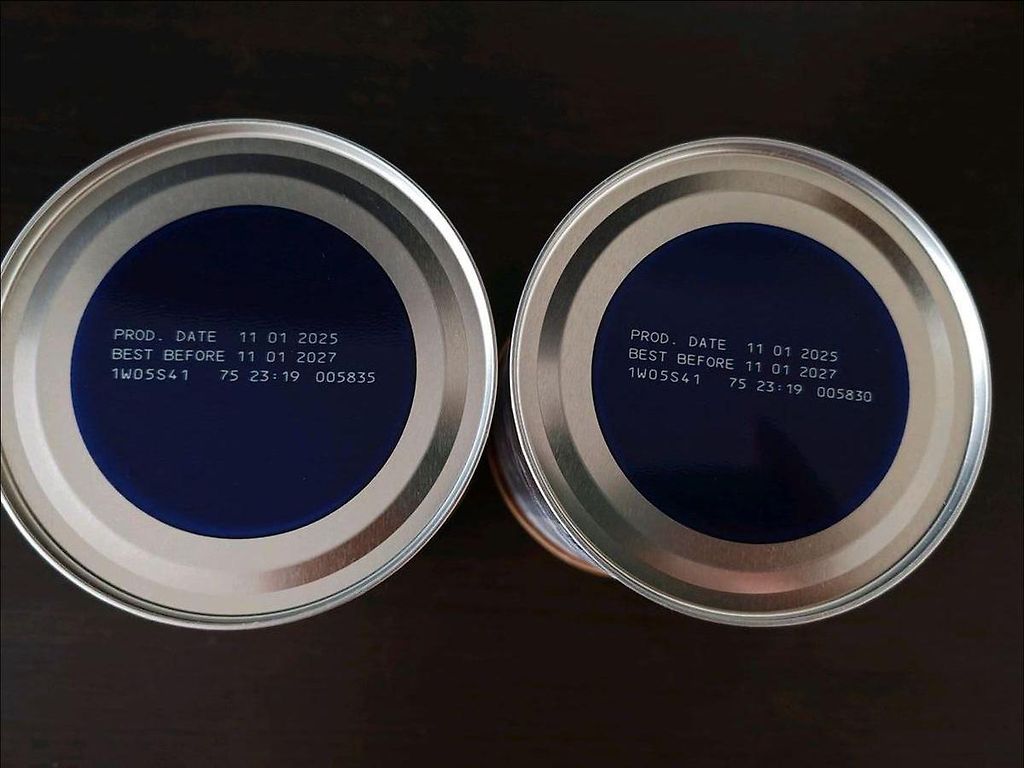 PROD. DATE 11 01 2025
BEST BEFORE 11 01 2027
1W05S41 75 23:19 005835
PROD. DATE 11 01 2025
BEST BEFORE 11 01 2027
1W05S41 75 23:19 005830